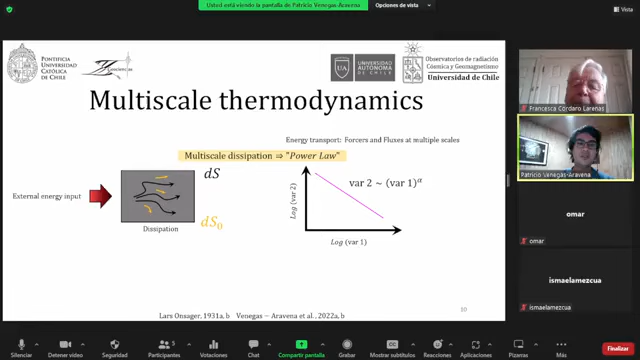 Usted está viendo la pantalla de Patricio Venegas Aravena
Opciones de vista
Vista
PONTIFICIA
UNIVERSIDAD
CATÓLICA
DE CHILE
UA
UNIVERSIDAD
AUTÓNOMA
DE CHILE
Observatorios de radiación
Cósmica y Geomagnetismo
Universidad de Chile
Multiscale thermodynamics
Energy transport: Forcers and Fluxes at multiple scales
Multiscale dissipation ⇒ "Power Law"
External energy input
dS
dS₀
Dissipation
Log (var 2)
var 2 ~ (var 1)^α
Log (var 1)
Lars Onsager, 1931a, b
Venegas - Aravena et al., 2022a, b
10
Francesca Cordaro Larenas
Patricio Venegas-Aravena
omar
omar
ismaelamezcua
ismaelamezcua
Silenciar
Detener video
Seguridad
Participantes
5
Votaciones
Chat
Compartir pantalla
Grabar
Mostrar subtítulos
Reacciones
Aplicaciones
Pizarras
Más
Finalizar